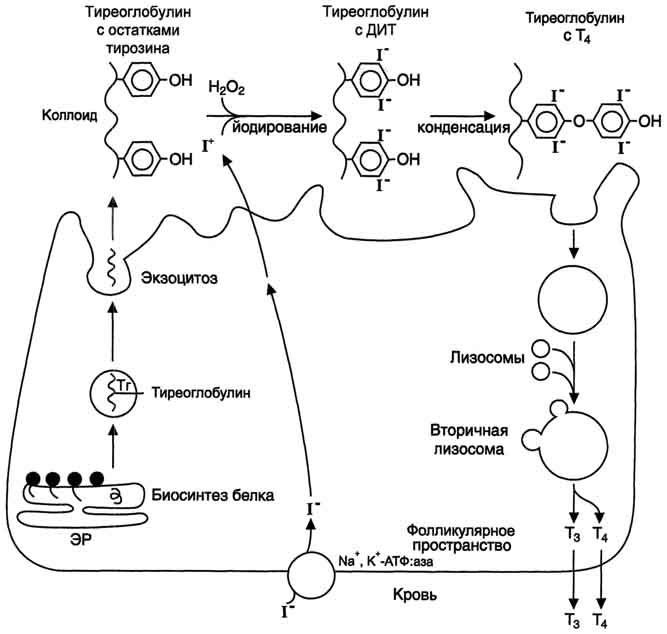 Тиреоглобулин
с остатками
тирозина
Тиреоглобулин
с ДИТ
Тиреоглобулин
с T₄
Коллоид
OH
OH
H₂O₂
I⁺
йодирование
I⁻
OH
I⁻
I⁻
OH
I⁻
конденсация
I⁻
I⁻
O
I⁻
I⁻
OH
Экзоцитоз
Тг
Тиреоглобулин
Биосинтез белка
ЭР
I⁻
I⁻
Na⁺, K⁺-АТФ:аза
Лизосомы
Вторичная
лизосома
Фолликулярное
пространство
Кровь
T₃
T₄
T₃
T₄